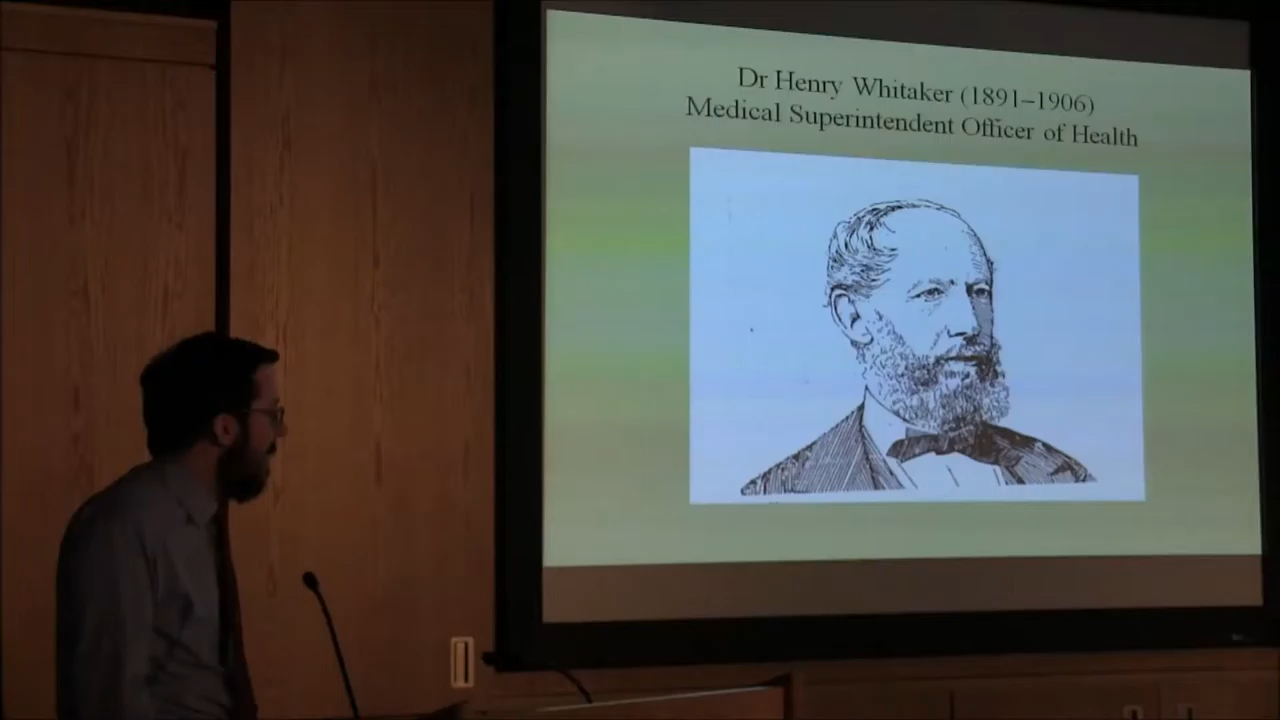 Dr Henry Whitaker (1891–1906)
Medical Superintendent Officer of Health